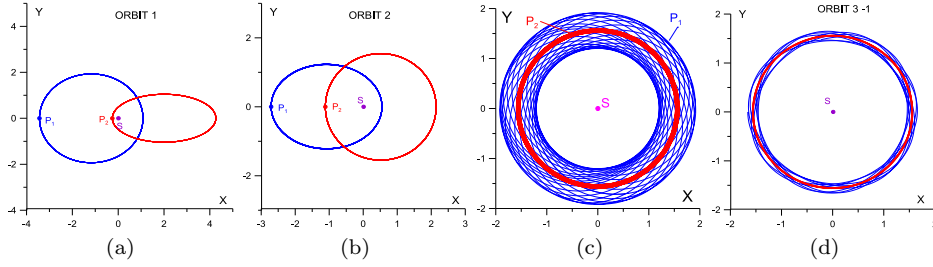 Y
ORBIT 1
4
2
0
-2
-4
P₁
P₂
S
X
-4 -2 0 2 4
(a)
Y
ORBIT 2
2
0
-2
P₁
P₂
S
X
-3 -2 -1 0 1 2 3
(b)
2
1
0
-1
-2
Y
P₂
P₁
S
X
-2 -1 0 1 2
(c)
Y
ORBIT 3 -1
2
1
0
-1
-2
S
X
-2 -1 0 1 2
(d)